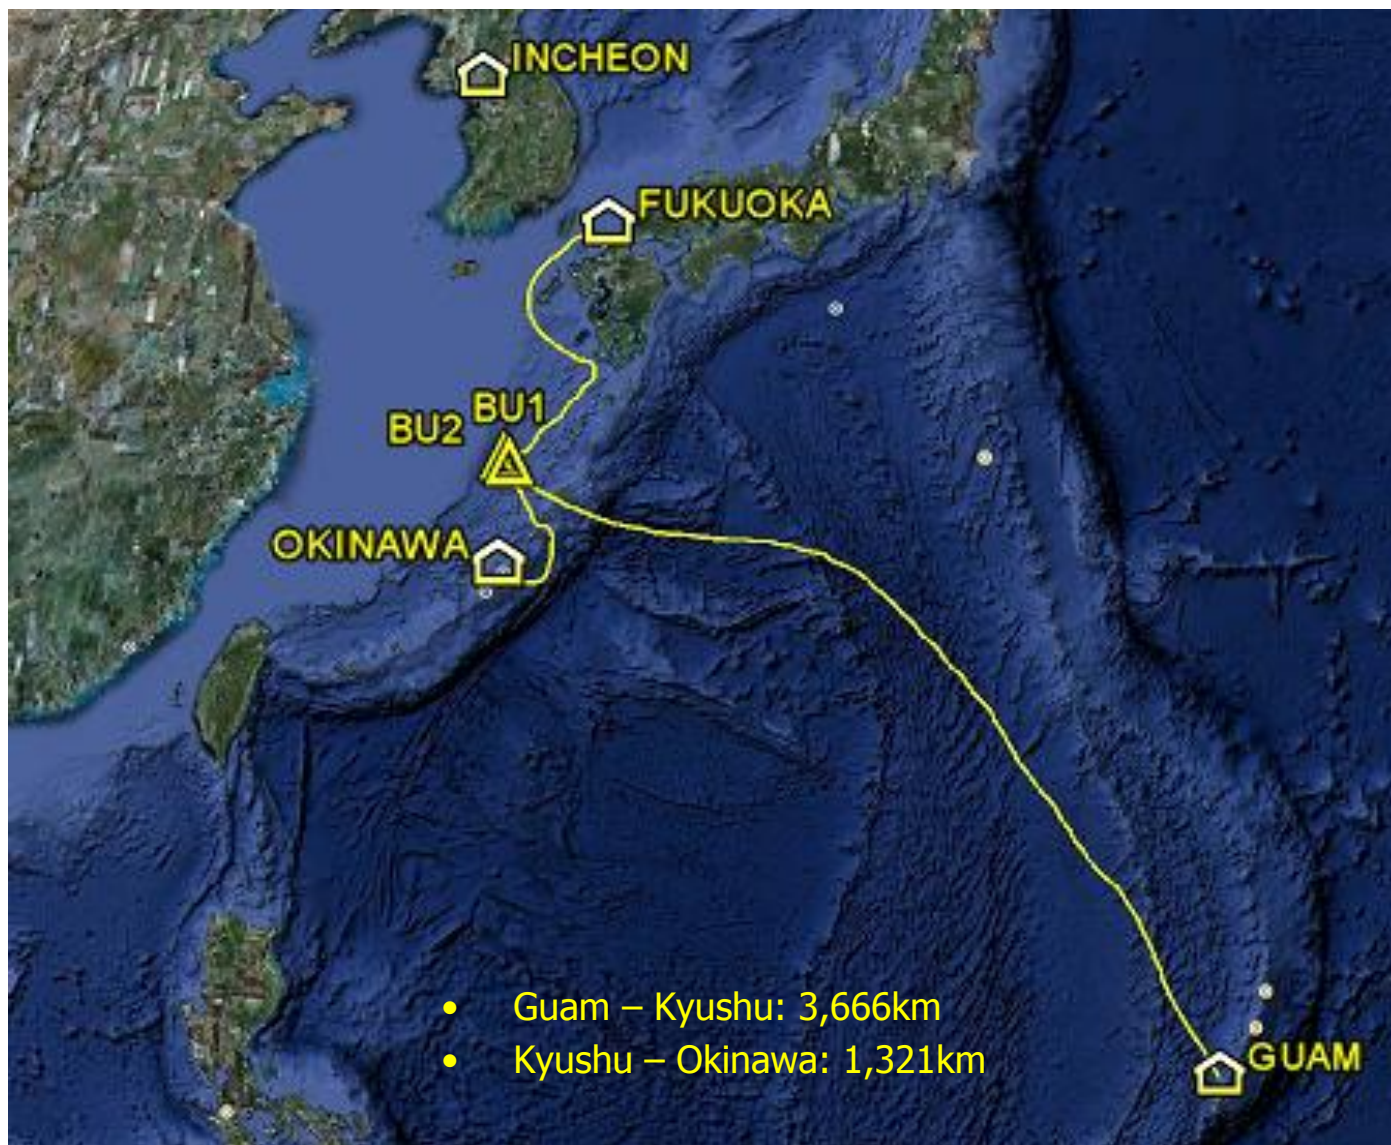 INCHEON
FUKUOKA
BU1
BU2
OKINAWA
• Guam – Kyushu: 3,666km
• Kyushu – Okinawa: 1,321km
GUAM